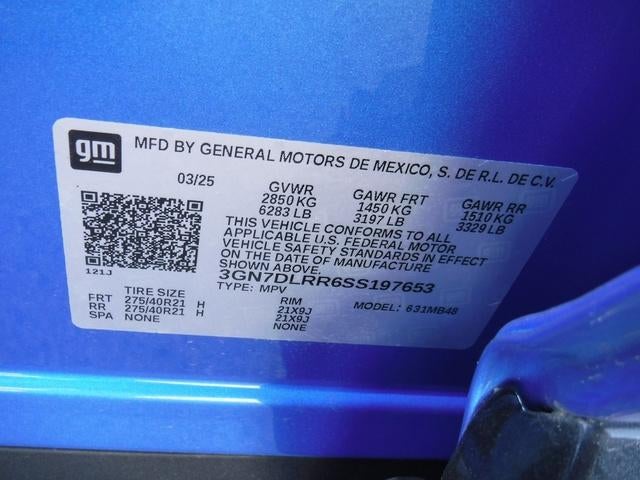 gm
MFD BY GENERAL MOTORS DE MEXICO, S. DE R.L. DE C.V.
03/25 GVWR GAWR FRT GAWR RR
2850 KG 1450 KG 1510 KG
6283 LB 3197 LB 3329 LB
THIS VEHICLE CONFORMS TO ALL
APPLICABLE U.S. FEDERAL MOTOR
VEHICLE SAFETY STANDARDS IN EFFECT
ON THE DATE OF MANUFACTURE
SHOWN ABOVE.
121J 3GN7DLRR6SS197653
TYPE: MPV MODEL: 631MB48
TIRE SIZE RIM
FRT 275/40R21 H 21X9J
RR 275/40R21 H 21X9J
SPA NONE NONE